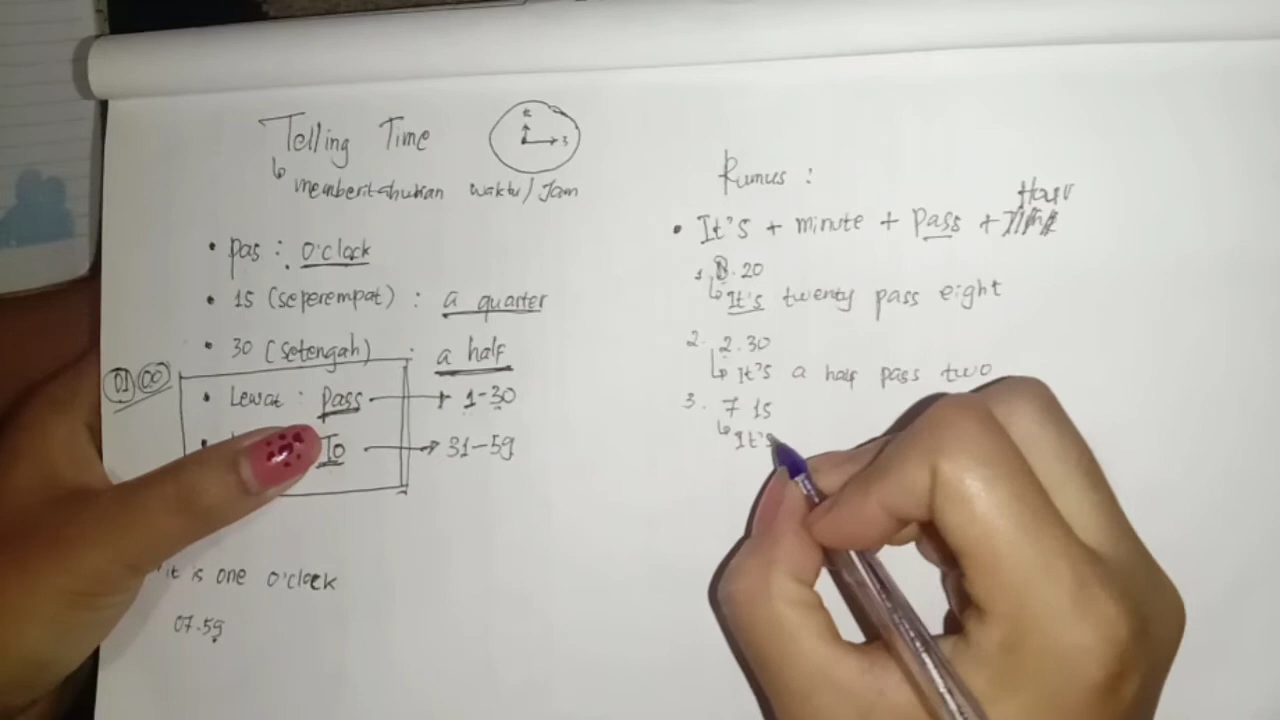 Telling Time
memberitahukan waktu/Jam
• pas : o'clock
• 15 (seperempat) : a quarter
• 30 (setengah) : a half
01 00
• Lewat : Pass → 1-30
To → 31-59
it is one o'clock
07.59
Rumus :
Hour
• It's + minute + pass +
1. 8.20
It's twenty pass eight
2. 2.30
It's a half pass two
3. 7 15
It's
12
3